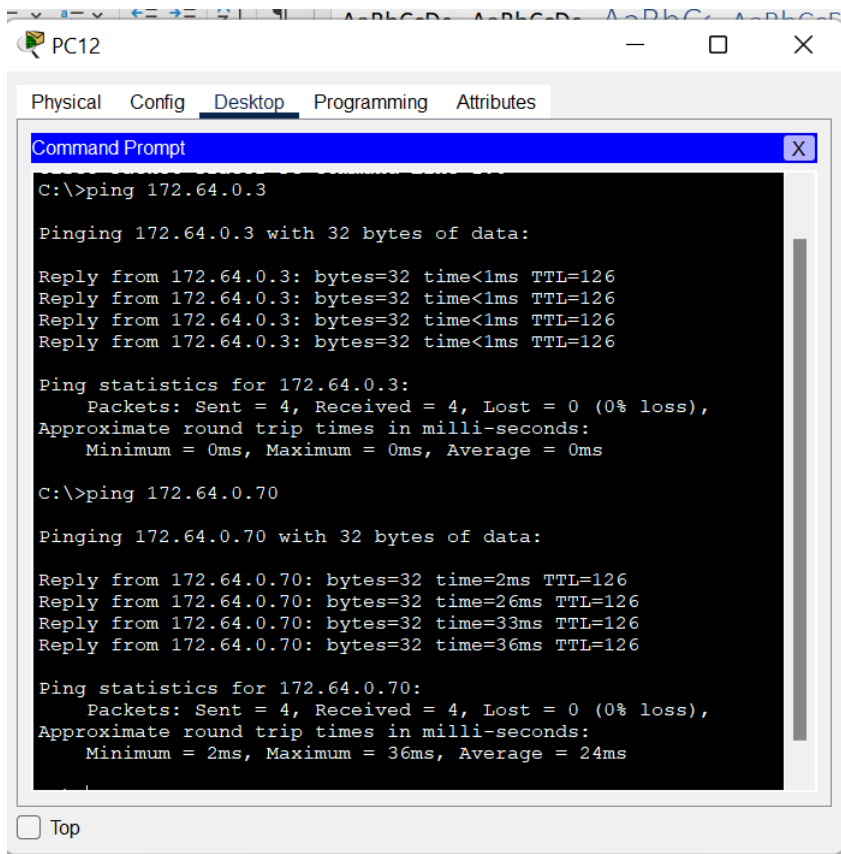 AaBbCcDc AaBbCcDc AaBbCc AaBbCcD
PC12
Physical Config Desktop Programming Attributes
Command Prompt X
C:\>ping 172.64.0.3
Pinging 172.64.0.3 with 32 bytes of data:
Reply from 172.64.0.3: bytes=32 time<1ms TTL=126
Reply from 172.64.0.3: bytes=32 time<1ms TTL=126
Reply from 172.64.0.3: bytes=32 time<1ms TTL=126
Reply from 172.64.0.3: bytes=32 time<1ms TTL=126
Ping statistics for 172.64.0.3:
Packets: Sent = 4, Received = 4, Lost = 0 (0% loss),
Approximate round trip times in milli-seconds:
Minimum = 0ms, Maximum = 0ms, Average = 0ms
C:\>ping 172.64.0.70
Pinging 172.64.0.70 with 32 bytes of data:
Reply from 172.64.0.70: bytes=32 time=2ms TTL=126
Reply from 172.64.0.70: bytes=32 time=26ms TTL=126
Reply from 172.64.0.70: bytes=32 time=33ms TTL=126
Reply from 172.64.0.70: bytes=32 time=36ms TTL=126
Ping statistics for 172.64.0.70:
Packets: Sent = 4, Received = 4, Lost = 0 (0% loss),
Approximate round trip times in milli-seconds:
Minimum = 2ms, Maximum = 36ms, Average = 24ms
Top